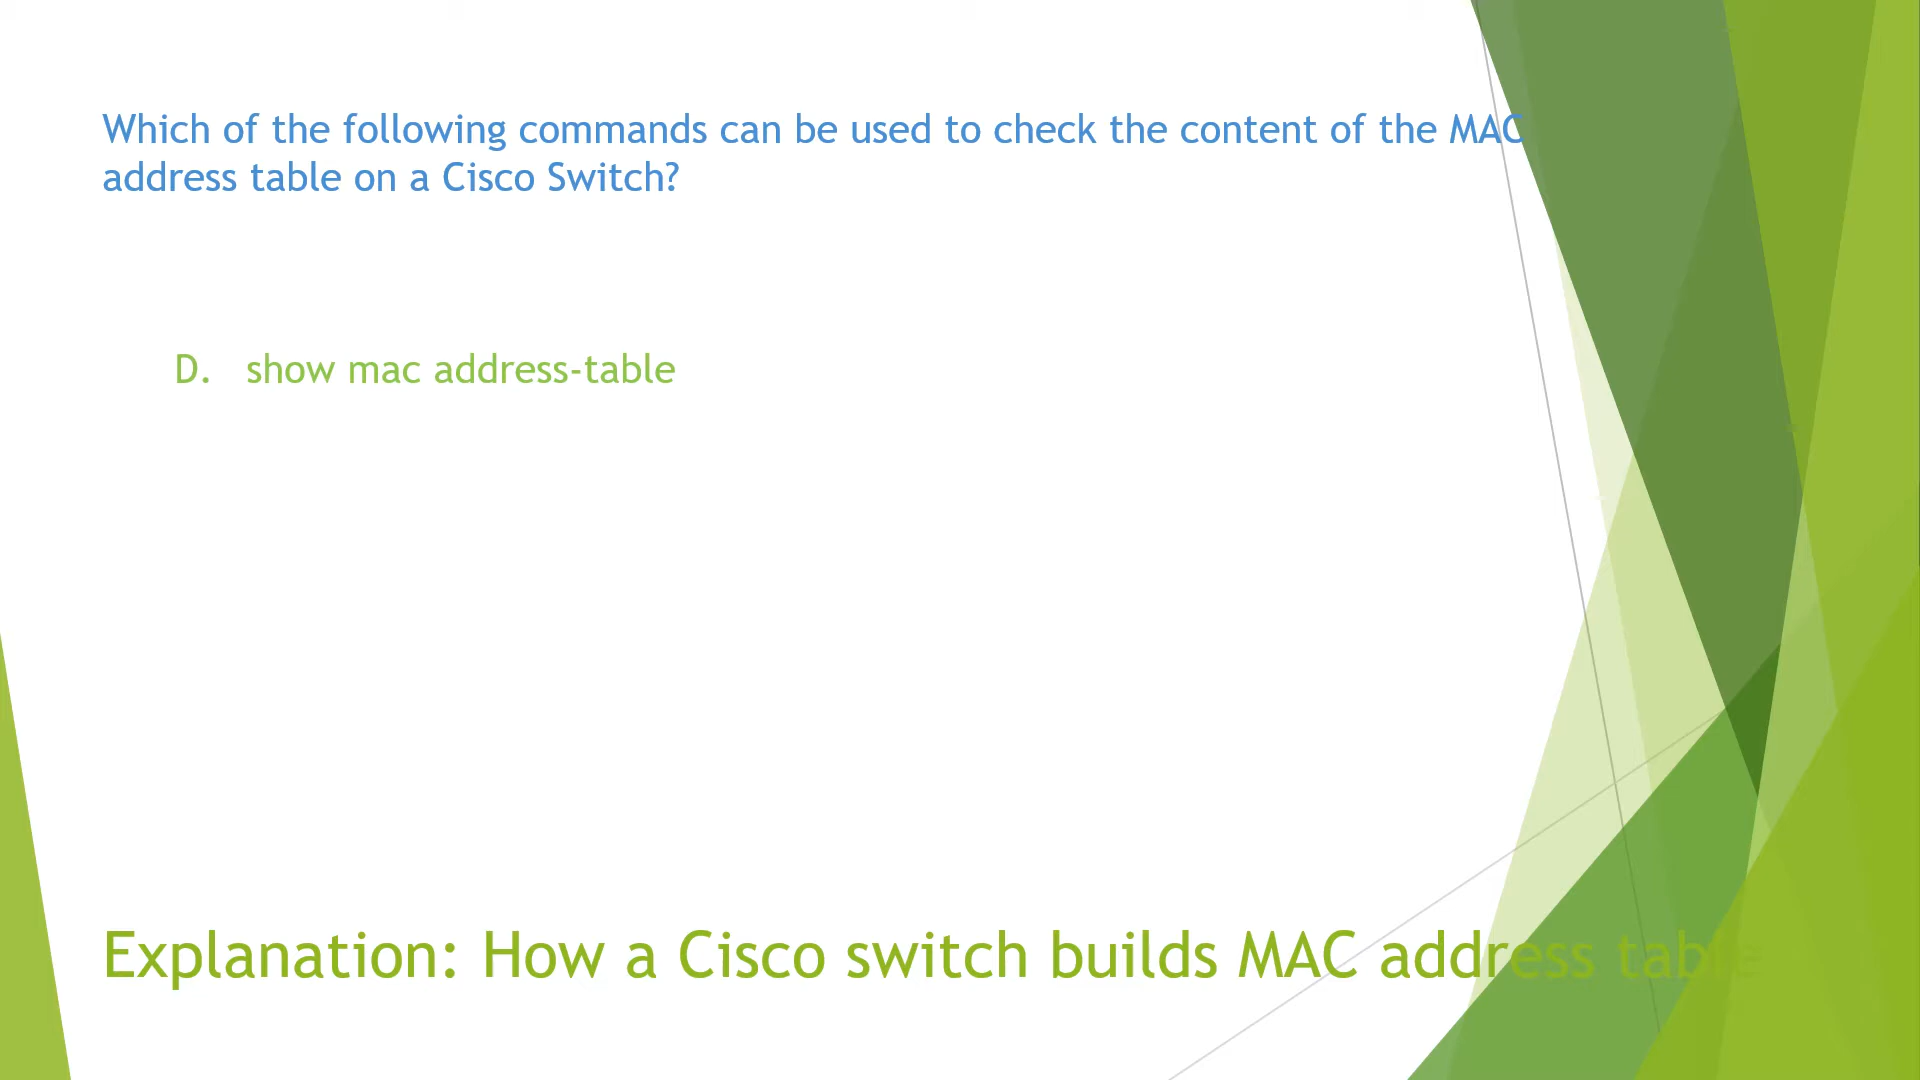 Which of the following commands can be used to check the content of the MAC
address table on a Cisco Switch?
D. show mac address-table
Explanation: How a Cisco switch builds MAC address table